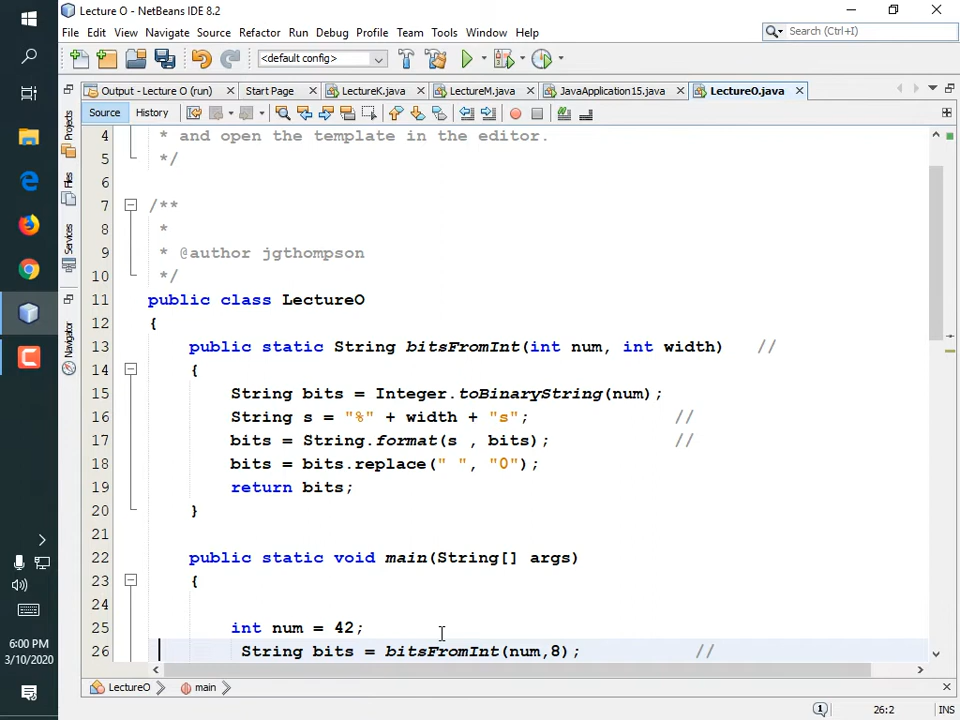 LectureO - NetBeans IDE 8.2
File Edit View Navigate Source Refactor Run Debug Profile Team Tools Window Help
Search (Ctrl+I)
<default config>
Output - Lecture O (run) Start Page LectureK.java LectureM.java JavaApplication15.java LectureO.java
Source History
Projects
Files
Services
Navigator
4 * and open the template in the editor.
5 */
6
7 /**
8 *
9 * @author jgthompson
10 */
11 public class LectureO
12 {
13 public static String bitsFromInt(int num, int width) //
14 {
15 String bits = Integer.toBinaryString(num);
16 String s = "%" + width + "s"; //
17 bits = String.format(s , bits); //
18 bits = bits.replace(" ", "0");
19 return bits;
20 }
21
22 public static void main(String[] args)
23 {
24
25 int num = 42;
26 String bits = bitsFromInt(num,8); //
LectureO main
6:00 PM
3/10/2020
1 26:2 INS